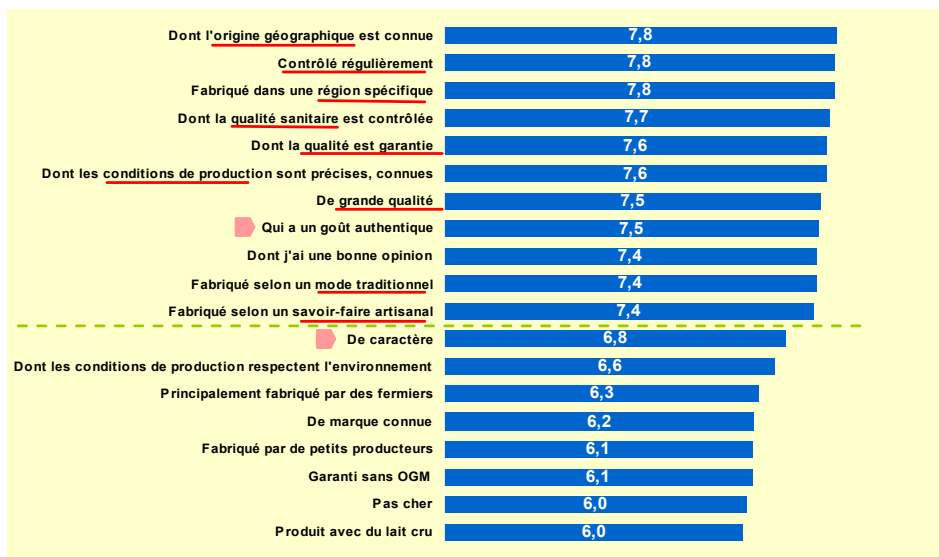 Dont l'origine géographique est connue 7,8
Contrôlé régulièrement 7,8
Fabriqué dans une région spécifique 7,8
Dont la qualité sanitaire est contrôlée 7,7
Dont la qualité est garantie 7,6
Dont les conditions de production sont précises, connues 7,6
De grande qualité 7,5
Qui a un goût authentique 7,5
Dont j'ai une bonne opinion 7,4
Fabriqué selon un mode traditionnel 7,4
Fabriqué selon un savoir-faire artisanal 7,4
De caractère 6,8
Dont les conditions de production respectent l'environnement 6,6
Principalement fabriqué par des fermiers 6,3
De marque connue 6,2
Fabriqué par de petits producteurs 6,1
Garanti sans OGM 6,1
Pas cher 6,0
Produit avec du lait cru 6,0